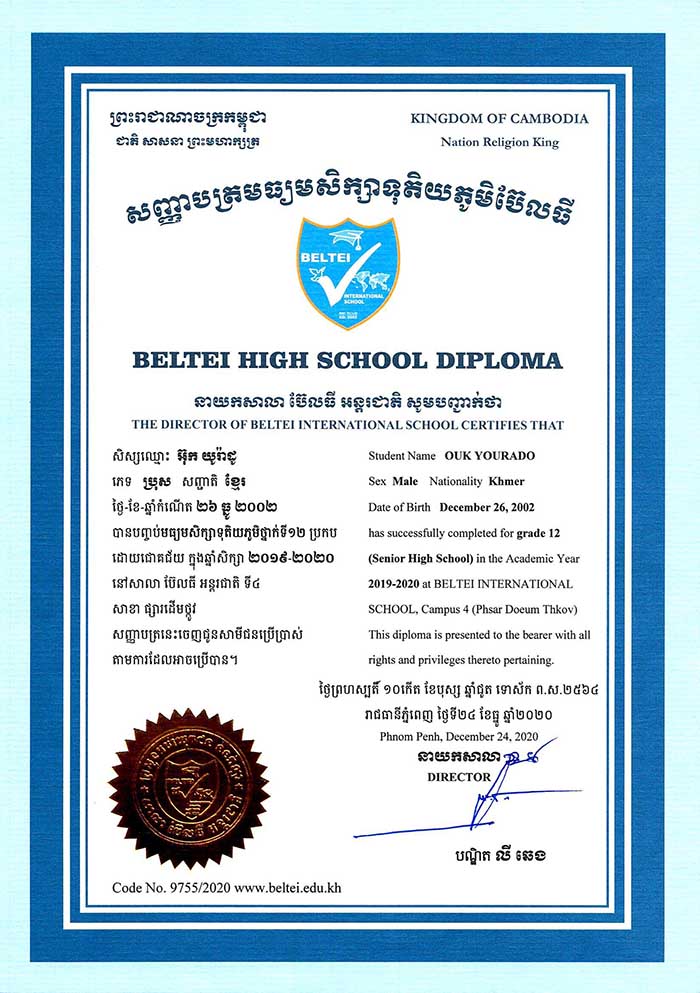 ព្រះរាជាណាចក្រកម្ពុជា
ជាតិ សាសនា ព្រះមហាក្សត្រ
KINGDOM OF CAMBODIA
Nation Religion King
សញ្ញាបត្រមធ្យមសិក្សាទុតិយភូមិប៊ែលធី
BELTEI
INTERNATIONAL
SCHOOL
BELTEI HIGH SCHOOL DIPLOMA
នាយកសាលា ប៊ែលធី អន្តរជាតិ សូមបញ្ជាក់ថា
THE DIRECTOR OF BELTEI INTERNATIONAL SCHOOL CERTIFIES THAT
សិស្សឈ្មោះ អ៊ុក យូរ៉ាដូ
ភេទ ប្រុស សញ្ជាតិ ខ្មែរ
ថ្ងៃ-ខែ-ឆ្នាំកំណើត ២៦ ធ្នូ ២០០២
បានបញ្ចប់មធ្យមសិក្សាទុតិយភូមិថ្នាក់ទី១២ ប្រកប
ដោយជោគជ័យ ក្នុងឆ្នាំសិក្សា ២០១៩-២០២០
នៅសាលា ប៊ែលធី អន្តរជាតិ ទី៤
សាខា ផ្សារដើមថ្កូវ
សញ្ញាបត្រនេះចេញជូនសាមីជនប្រើប្រាស់
តាមការដែលអាចប្រើបាន។
Student Name OUK YOURADO
Sex Male Nationality Khmer
Date of Birth December 26, 2002
has successfully completed for grade 12
(Senior High School) in the Academic Year
2019-2020 at BELTEI INTERNATIONAL
SCHOOL, Campus 4 (Phsar Doeum Thkov)
This diploma is presented to the bearer with all
rights and privileges thereto pertaining.
ថ្ងៃព្រហស្បតិ៍ ១០កើត ខែបុស្ស ឆ្នាំជូត ទោស័ក ព.ស.២៥៦៤
រាជធានីភ្នំពេញ ថ្ងៃទី២៤ ខែធ្នូ ឆ្នាំ២០២០
Phnom Penh, December 24, 2020
នាយកសាលា
DIRECTOR
បណ្ឌិត លី ឆេង
Code No. 9755/2020 www.beltei.edu.kh